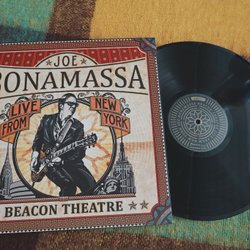 JOE
BONAMASSA
LIVE FROM
NEW YORK
BEACON THEATRE